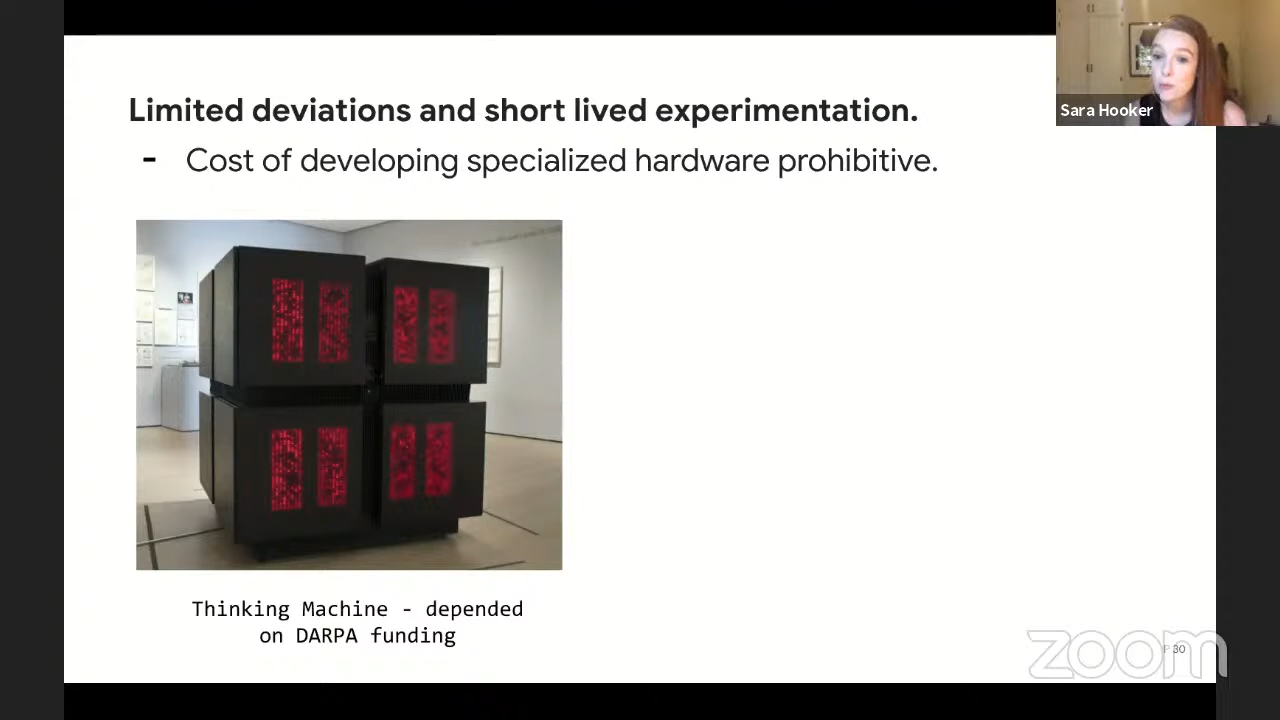 Limited deviations and short lived experimentation.
- Cost of developing specialized hardware prohibitive.
Sara Hooker
Thinking Machine - depended
on DARPA funding
zoom
P 30